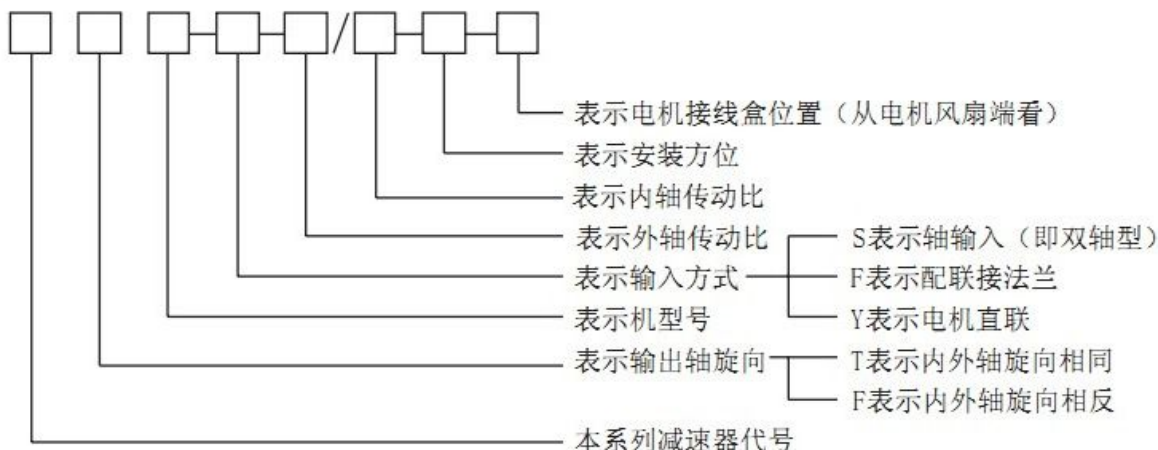 /
表示电机接线盒位置（从电机风扇端看）
表示安装方位
表示内轴传动比
表示外轴传动比
S表示轴输入（即双轴型）
表示输入方式
F表示配联接法兰
表示机型号
Y表示电机直联
表示输出轴旋向
T表示内外轴旋向相同
F表示内外轴旋向相反
本系列减速器代号